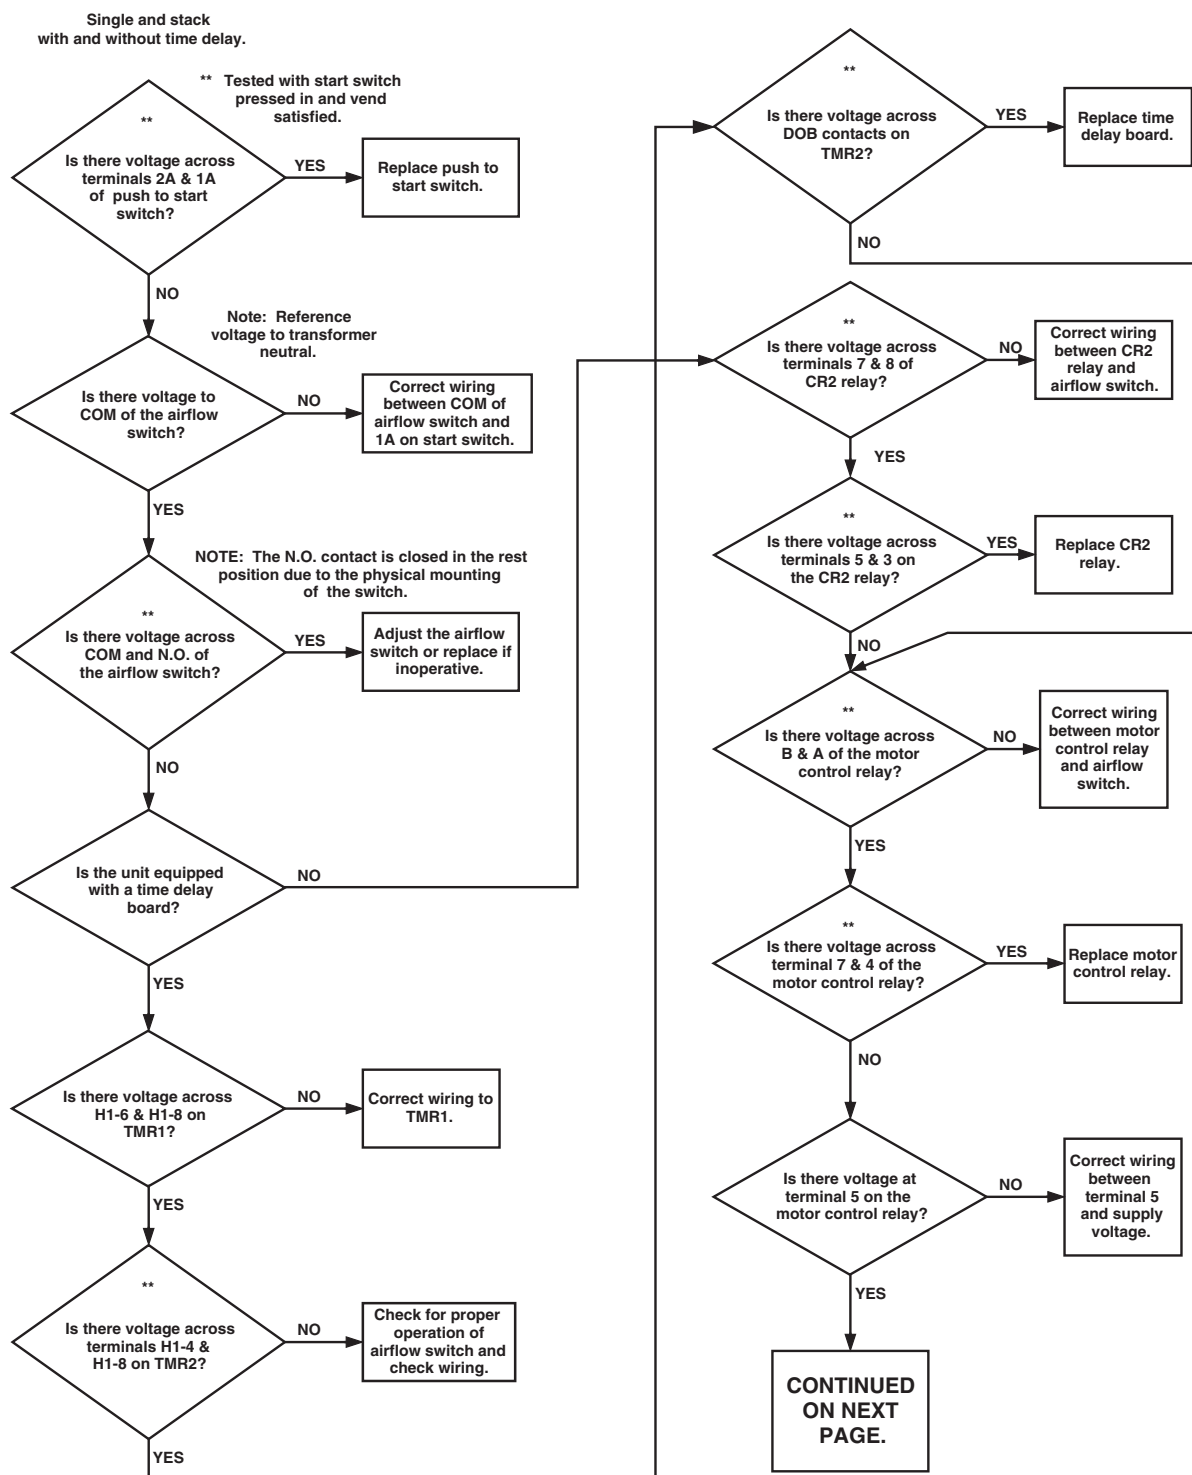 Single and stack
with and without time delay.
** Tested with start switch
pressed in and vend
satisfied.
**
Is there voltage across
terminals 2A & 1A
of push to start
switch?
YES
Replace push to
start switch.
NO
Note: Reference
voltage to transformer
neutral.
Is there voltage to
COM of the airflow
switch?
NO
Correct wiring
between COM of
airflow switch and
1A on start switch.
YES
NOTE: The N.O. contact is closed in the rest
position due to the physical mounting
of the switch.
**
Is there voltage across
COM and N.O. of
the airflow switch?
YES
Adjust the airflow
switch or replace if
inoperative.
NO
Is the unit equipped
with a time delay
board?
NO
YES
Is there voltage across
H1-6 & H1-8 on
TMR1?
NO
Correct wiring to
TMR1.
YES
**
Is there voltage across
terminals H1-4 &
H1-8 on TMR2?
NO
Check for proper
operation of
airflow switch and
check wiring.
YES
**
Is there voltage across
DOB contacts on
TMR2?
YES
Replace time
delay board.
NO
**
Is there voltage across
terminals 7 & 8 of
CR2 relay?
NO
Correct wiring
between CR2
relay and
airflow switch.
YES
**
Is there voltage across
terminals 5 & 3 on
the CR2 relay?
YES
Replace CR2
relay.
NO
**
Is there voltage across
B & A of the motor
control relay?
NO
Correct wiring
between motor
control relay
and airflow
switch.
YES
**
Is there voltage across
terminal 7 & 4 of the
motor control relay?
YES
Replace motor
control relay.
NO
Is there voltage at
terminal 5 on the
motor control relay?
NO
Correct wiring
between
terminal 5
and supply
voltage.
YES
CONTINUED
ON NEXT
PAGE.